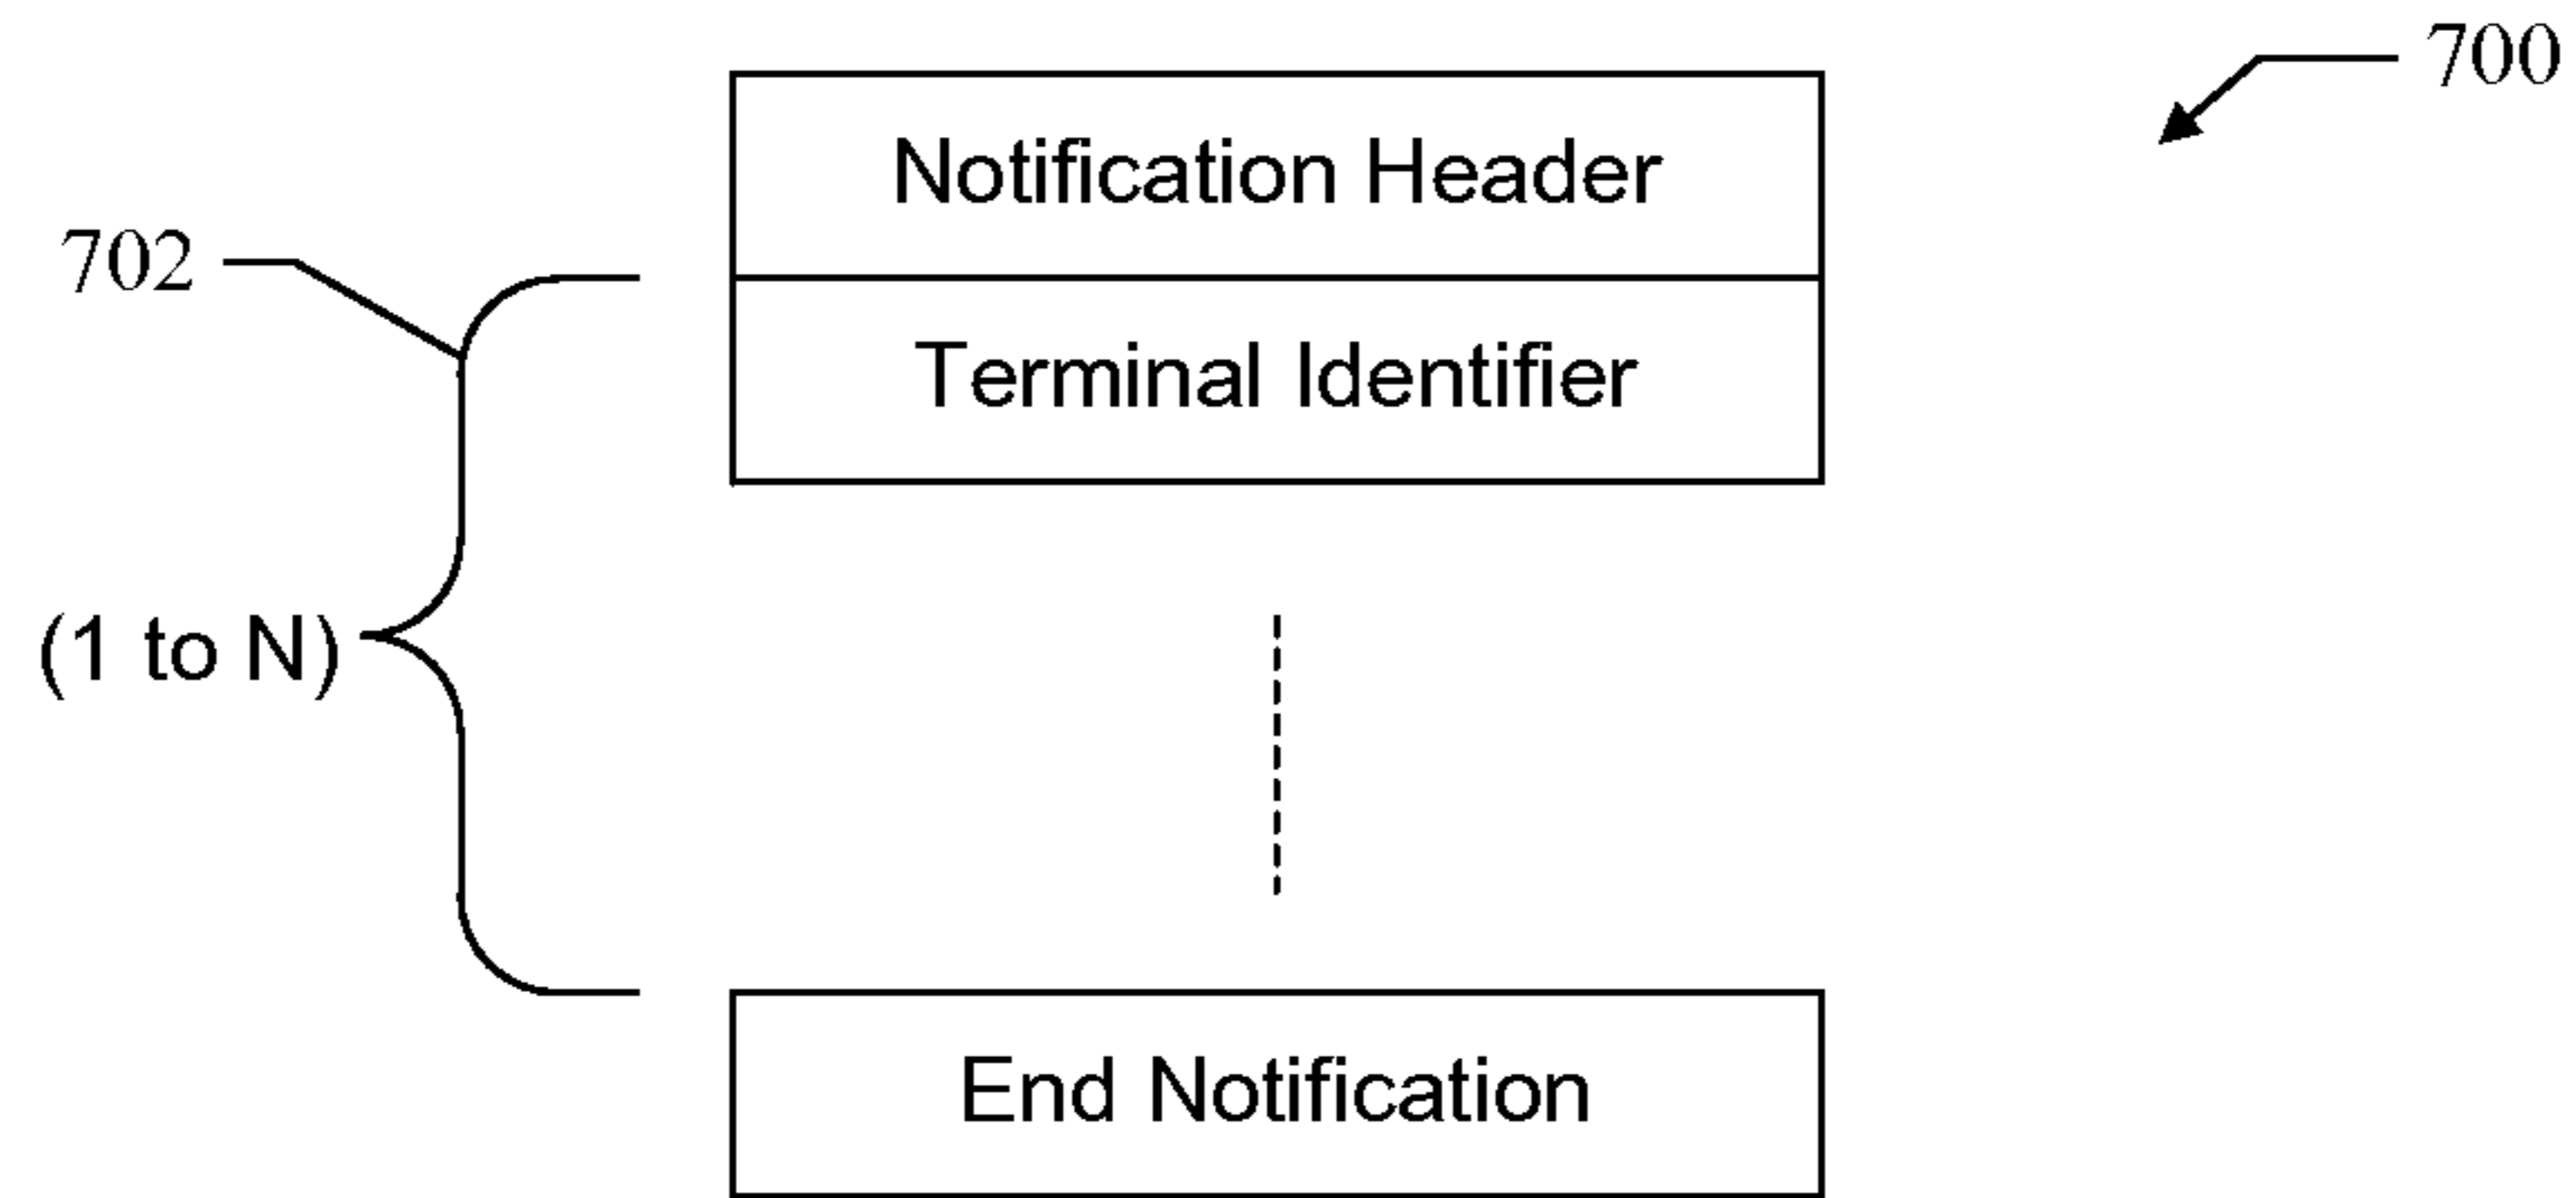 700
Notification Header
702
Terminal Identifier
(1 to N)
End Notification